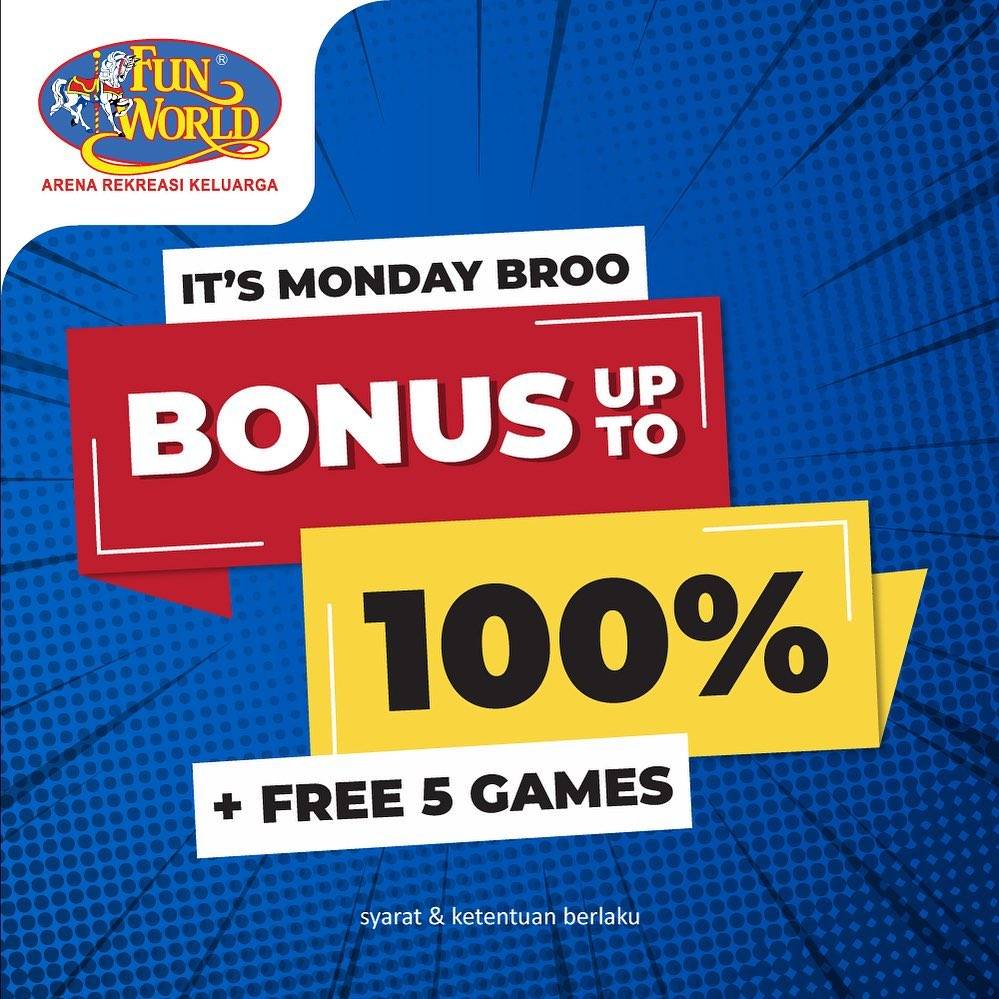 FUN
WORLD®
ARENA REKREASI KELUARGA
IT'S MONDAY BROO
BONUS UP TO
100%
+ FREE 5 GAMES
syarat & ketentuan berlaku